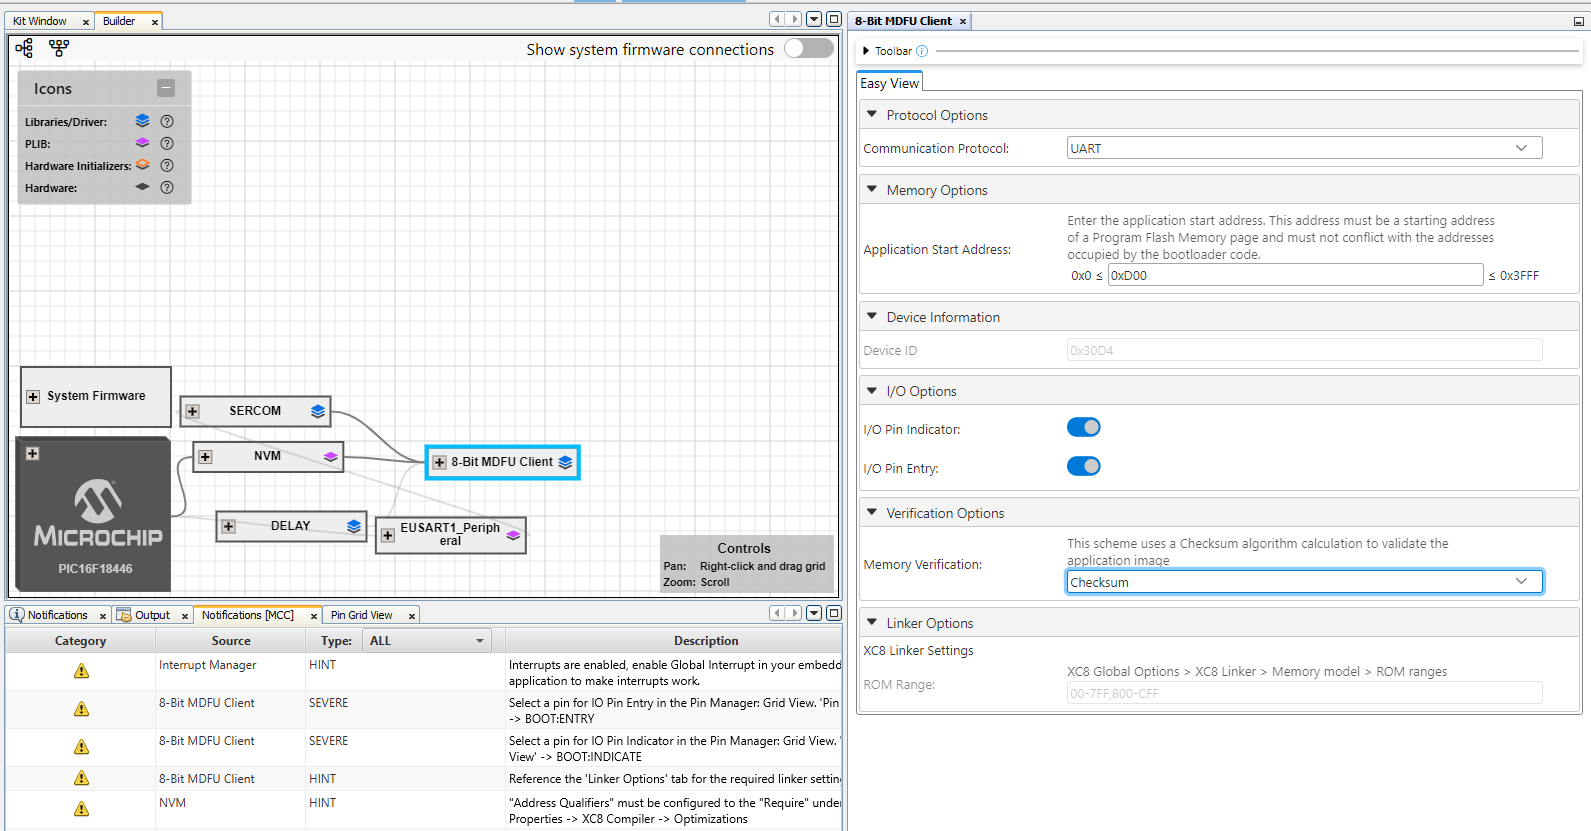 Kit Window
Builder
Show system firmware connections
Icons
Libraries/Driver:
PLIB:
Hardware Initializers:
Hardware:
System Firmware
SERCOM
NVM
8-Bit MDFU Client
DELAY
EUSART1_Periph
eral
MICROCHIP
PIC16F18446
Controls
Pan: Right-click and drag grid
Zoom: Scroll
Notifications
Output
Notifications [MCC]
Pin Grid View
Category Source Type: ALL Description
Interrupt Manager HINT Interrupts are enabled, enable Global Interrupt in your embedd
application to make interrupts work.
8-Bit MDFU Client SEVERE Select a pin for IO Pin Entry in the Pin Manager: Grid View. 'Pin
-> BOOT:ENTRY
8-Bit MDFU Client SEVERE Select a pin for IO Pin Indicator in the Pin Manager: Grid View. '
View' -> BOOT:INDICATE
8-Bit MDFU Client HINT Reference the 'Linker Options' tab for the required linker settin
NVM HINT "Address Qualifiers" must be configured to the "Require" unde
Properties -> XC8 Compiler -> Optimizations
8-Bit MDFU Client
Toolbar
Easy View
Protocol Options
Communication Protocol: UART
Memory Options
Enter the application start address. This address must be a starting address
of a Program Flash Memory page and must not conflict with the addresses
occupied by the bootloader code.
Application Start Address:
0x0 ≤ 0xD00 ≤ 0x3FFF
Device Information
Device ID 0x30D4
I/O Options
I/O Pin Indicator:
I/O Pin Entry:
Verification Options
This scheme uses a Checksum algorithm calculation to validate the
application image
Memory Verification:
Checksum
Linker Options
XC8 Linker Settings
XC8 Global Options > XC8 Linker > Memory model > ROM ranges
ROM Range:
00-7FF,800-CFF